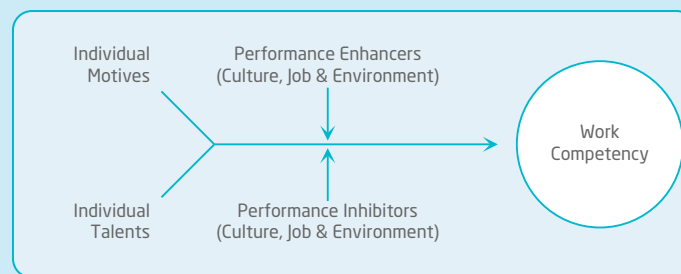 Individual
Motives
Performance Enhancers
(Culture, Job & Environment)
Work
Competency
Individual
Talents
Performance Inhibitors
(Culture, Job & Environment)